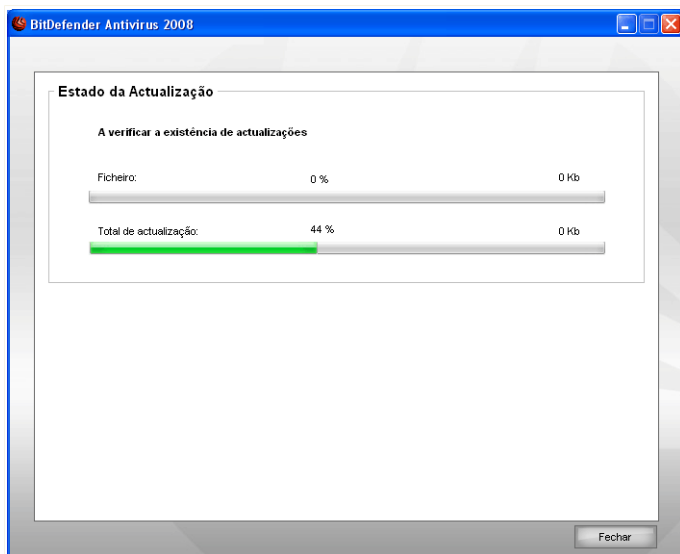 BitDefender Antivirus 2008
Estado da Actualização
A verificar a existência de actualizações
Ficheiro: 0 % 0 Kb
Total de actualização: 44 % 0 Kb
Fechar